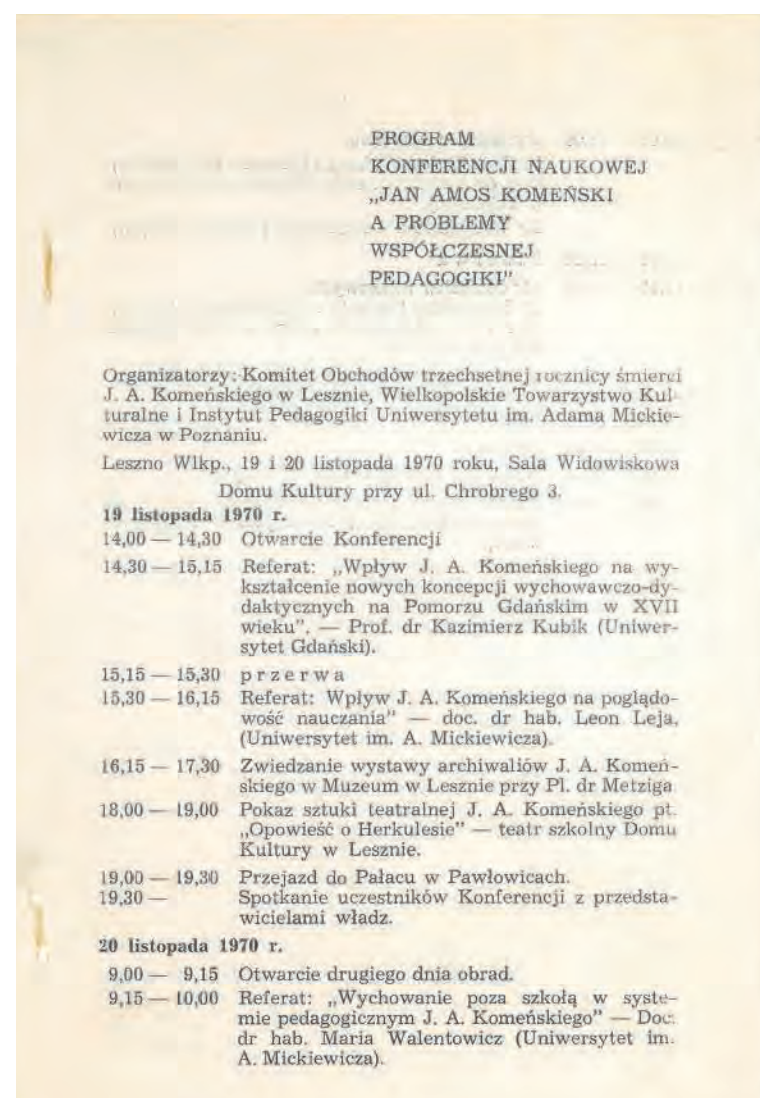 PROGRAM
KONFERENCJI NAUKOWEJ
„JAN AMOS KOMEŃSKI
A PROBLEMY
WSPÓŁCZESNEJ
PEDAGOGIKI".
Organizatorzy: Komitet Obchodów trzechsetnej rocznicy śmierci
J. A. Komeńskiego w Lesznie, Wielkopolskie Towarzystwo Kul-
turalne i Instytut Pedagogiki Uniwersytetu im. Adama Mickie-
wicza w Poznaniu.
Leszno Wlkp., 19 i 20 listopada 1970 roku, Sala Widowiskowa
Domu Kultury przy ul. Chrobrego 3.
19 listopada 1970 r.
14,00 — 14,30 Otwarcie Konferencji
14,30 — 15,15 Referat: „Wpływ J. A. Komeńskiego na wy-
kształcenie nowych koncepcji wychowawczo-dy-
daktycznych na Pomorzu Gdańskim w XVII
wieku". — Prof. dr Kazimierz Kubik (Uniwer-
sytet Gdański).
15,15 — 15,30 przerwa
15,30 — 16,15 Referat: Wpływ J. A. Komeńskiego na poglądo-
wość nauczania" — doc. dr hab. Leon Leja,
(Uniwersytet im. A. Mickiewicza).
16,15 — 17,30 Zwiedzanie wystawy archiwaliów J. A. Komeń-
skiego w Muzeum w Lesznie przy Pl. dr Metziga
18,00 — 19,00 Pokaz sztuki teatralnej J. A. Komeńskiego pt.
„Opowieść o Herkulesie" — teatr szkolny Domu
Kultury w Lesznie.
19,00 — 19,30 Przejazd do Pałacu w Pawłowicach.
19,30 — Spotkanie uczestników Konferencji z przedsta-
wicielami władz.
20 listopada 1970 r.
9,00 — 9,15 Otwarcie drugiego dnia obrad.
9,15 — 10,00 Referat: „Wychowanie poza szkołą w syste-
mie pedagogicznym J. A. Komeńskiego" — Doc.
dr hab. Maria Walentowicz (Uniwersytet im.
A. Mickiewicza).